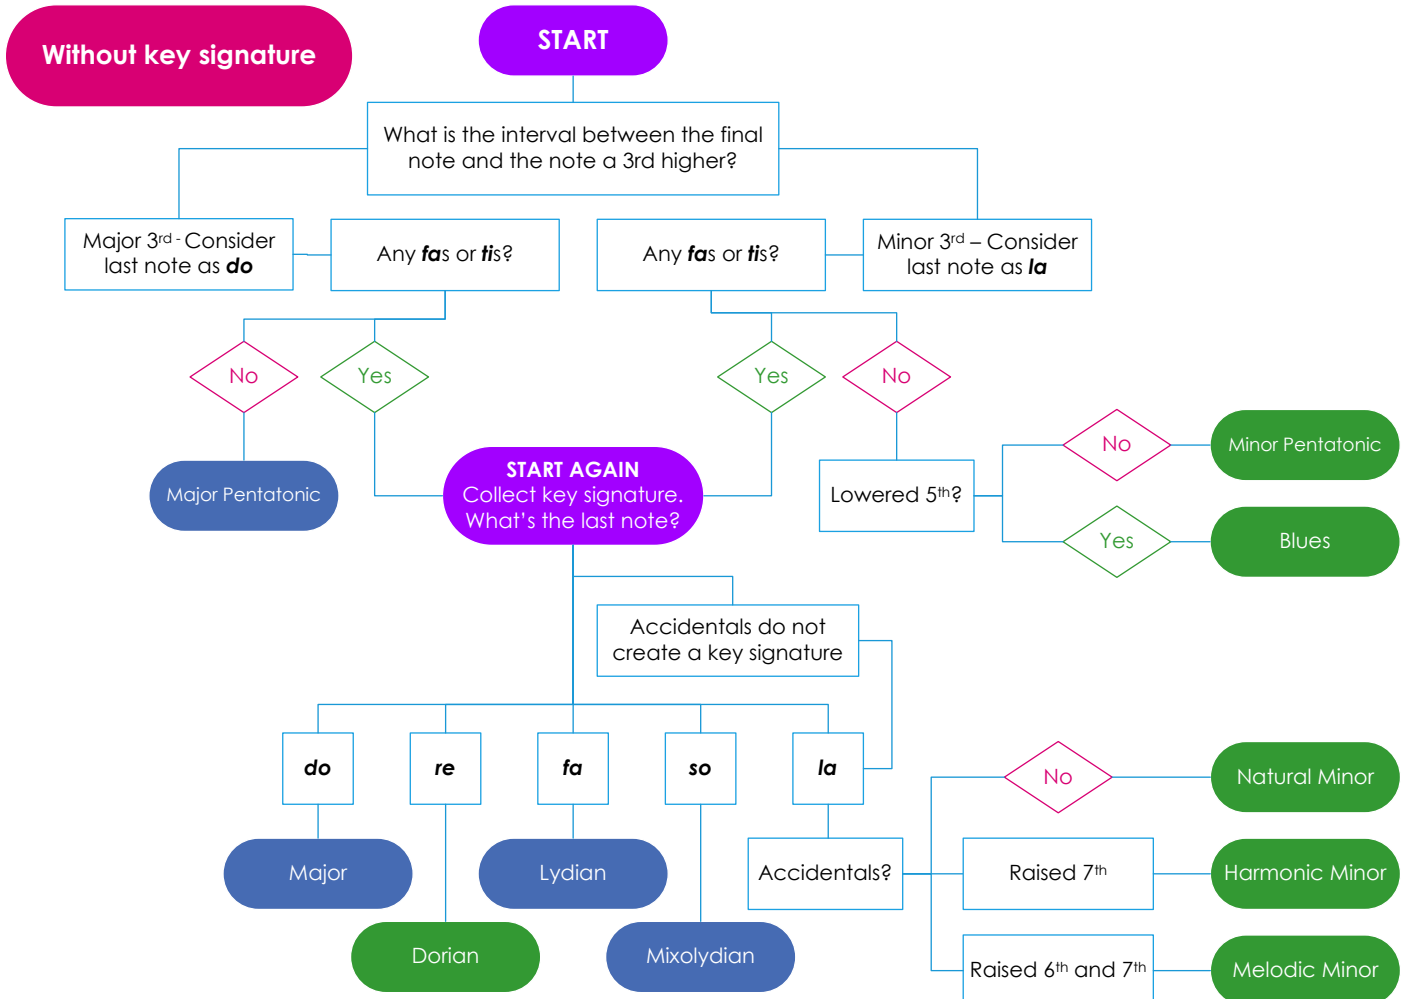 Without key signature
START
What is the interval between the final
note and the note a 3rd higher?
Major 3rd - Consider
last note as do
Any fas or tis?
Any fas or tis?
Minor 3rd – Consider
last note as la
No
Yes
Yes
No
Major Pentatonic
START AGAIN
Collect key signature.
What's the last note?
Lowered 5th?
No
Minor Pentatonic
Yes
Blues
Accidentals do not
create a key signature
do
re
fa
so
la
No
Natural Minor
Major
Lydian
Accidentals?
Raised 7th
Harmonic Minor
Dorian
Mixolydian
Raised 6th and 7th
Melodic Minor